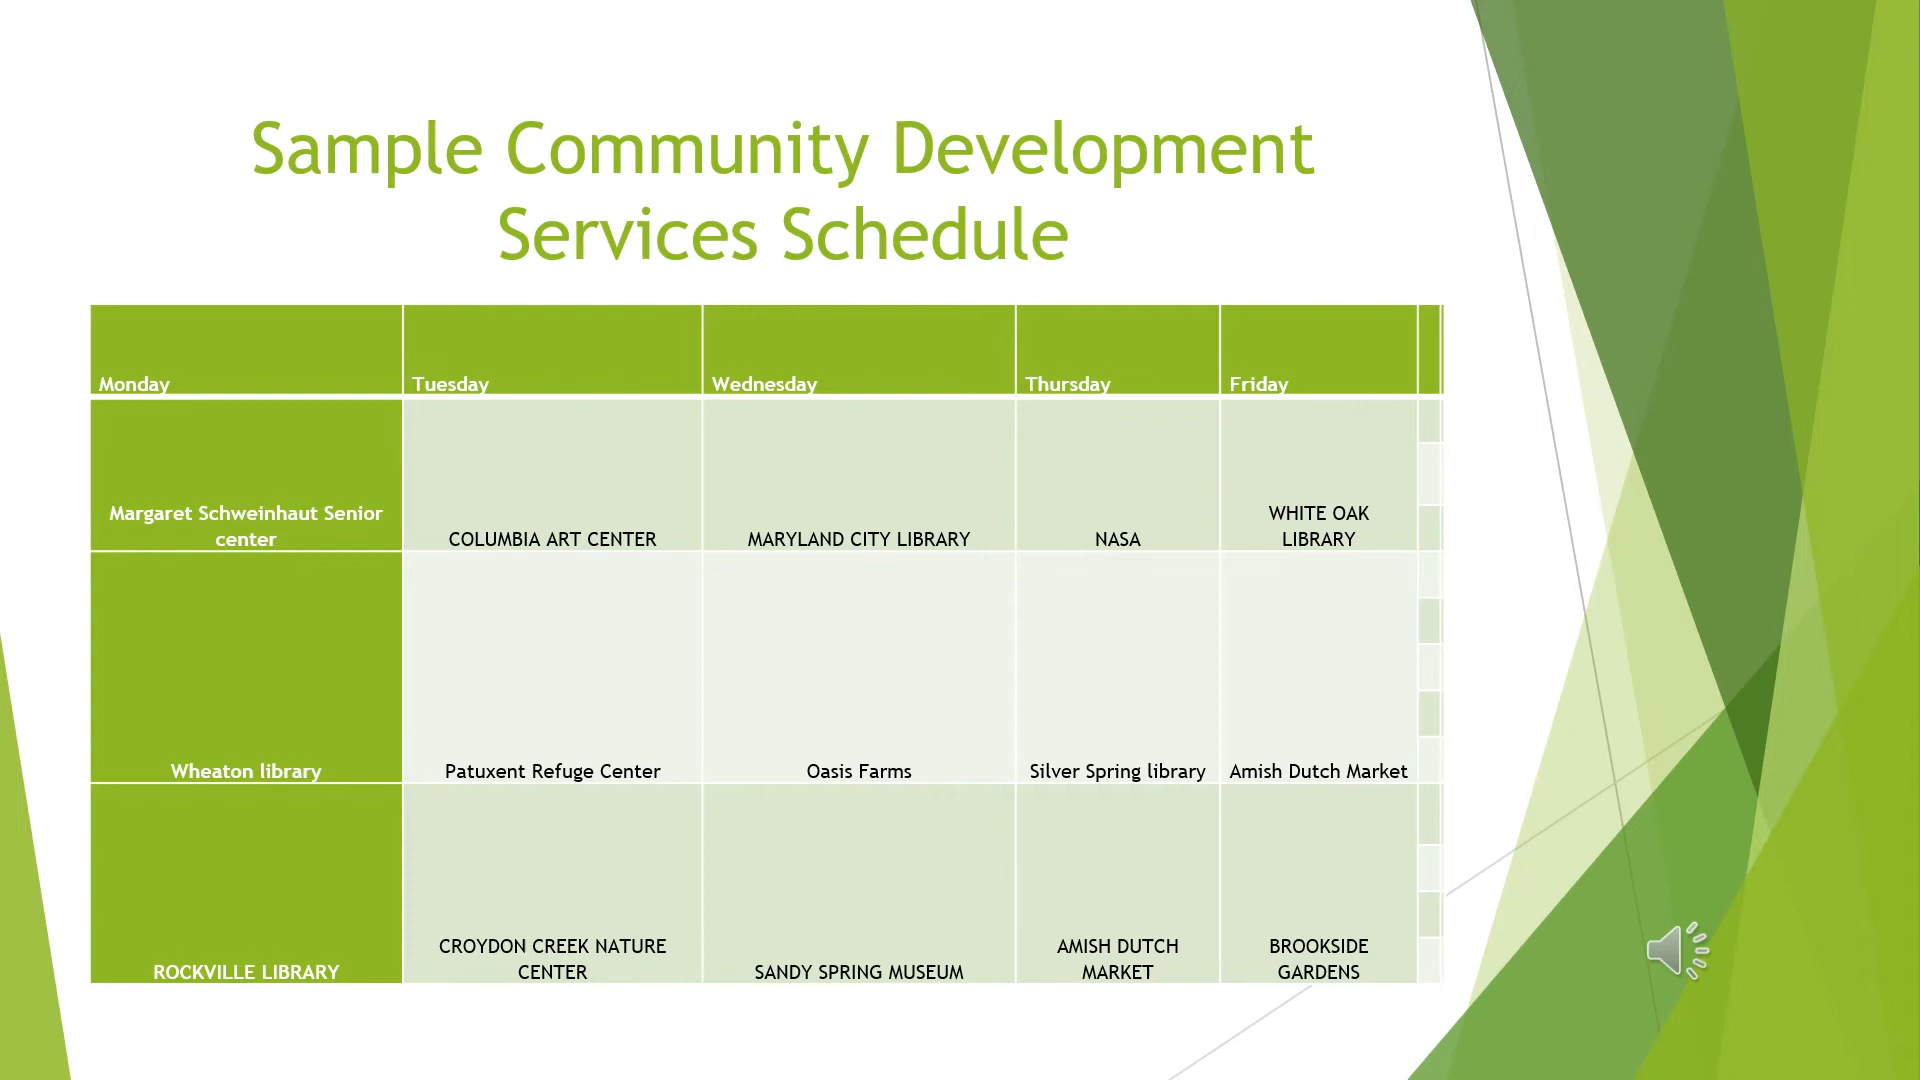 Sample Community Development
Services Schedule
Monday Tuesday Wednesday Thursday Friday
Margaret Schweinhaut Senior
center
COLUMBIA ART CENTER
MARYLAND CITY LIBRARY
NASA
WHITE OAK
LIBRARY
Wheaton library
Patuxent Refuge Center
Oasis Farms
Silver Spring library
Amish Dutch Market
ROCKVILLE LIBRARY
CROYDON CREEK NATURE
CENTER
SANDY SPRING MUSEUM
AMISH DUTCH
MARKET
BROOKSIDE
GARDENS